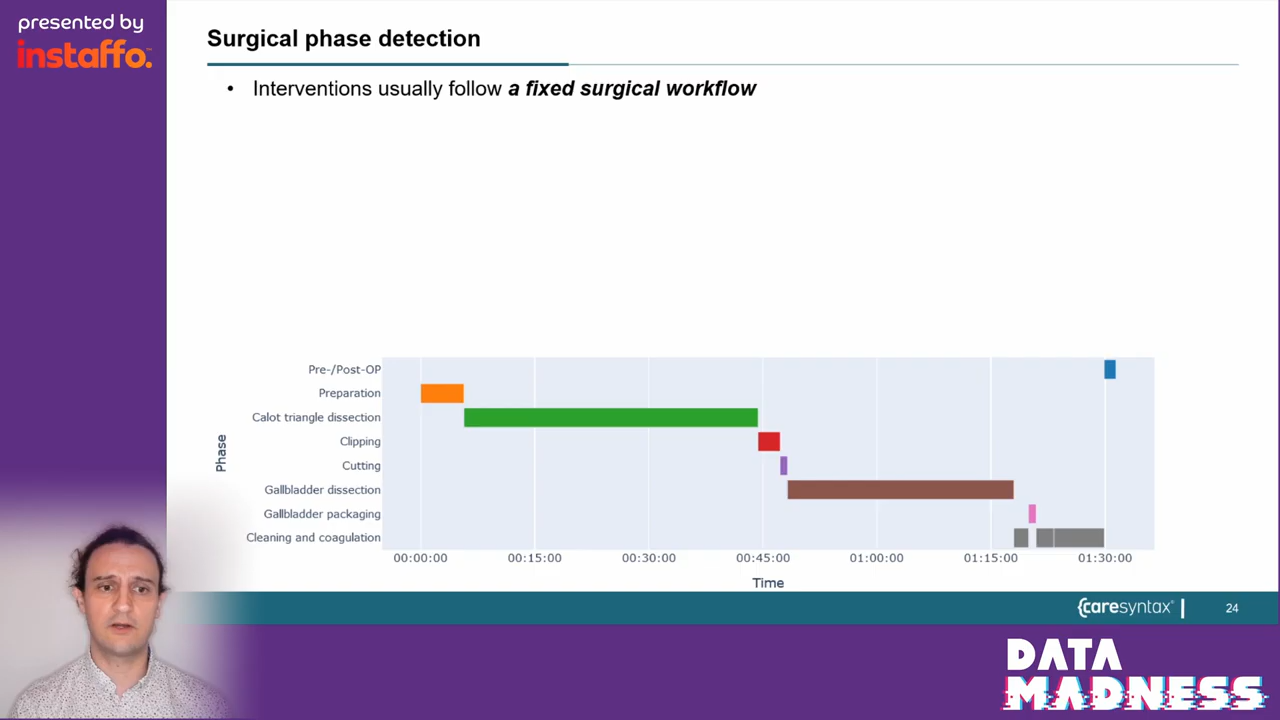 presented by
instaffo.
Surgical phase detection
• Interventions usually follow a fixed surgical workflow
Phase
Pre-/Post-OP
Preparation
Calot triangle dissection
Clipping
Cutting
Gallbladder dissection
Gallbladder packaging
Cleaning and coagulation
00:00:00 00:15:00 00:30:00 00:45:00 01:00:00 01:15:00 01:30:00
Time
{caresyntax® | 24
DATA
MADNESS